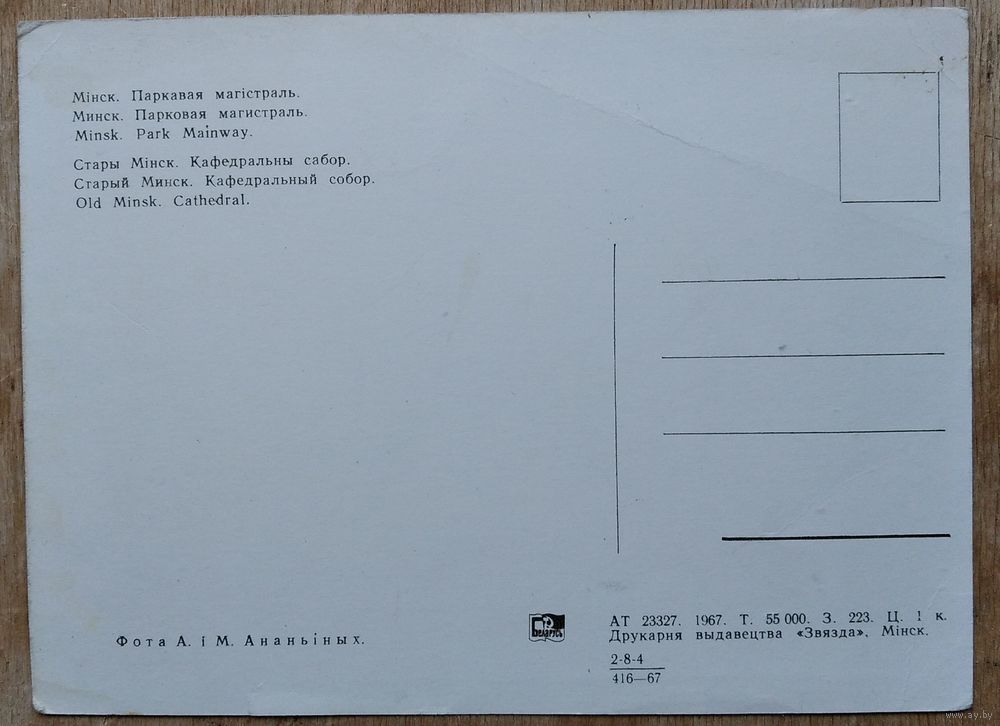 Мінск. Паркавая магістраль.
Минск. Парковая магистраль.
Minsk. Park Mainway.
Стары Мінск. Кафедральны сабор.
Старый Минск. Кафедральный собор.
Old Minsk. Cathedral.
Фота А. і М. Ананьіных.
Беларусь
АТ 23327. 1967. Т. 55 000. З. 223. Ц. 1 к.
Друкарня выдавецтва «Звязда», Мінск.
2-8-4
416—67
www.ay.by